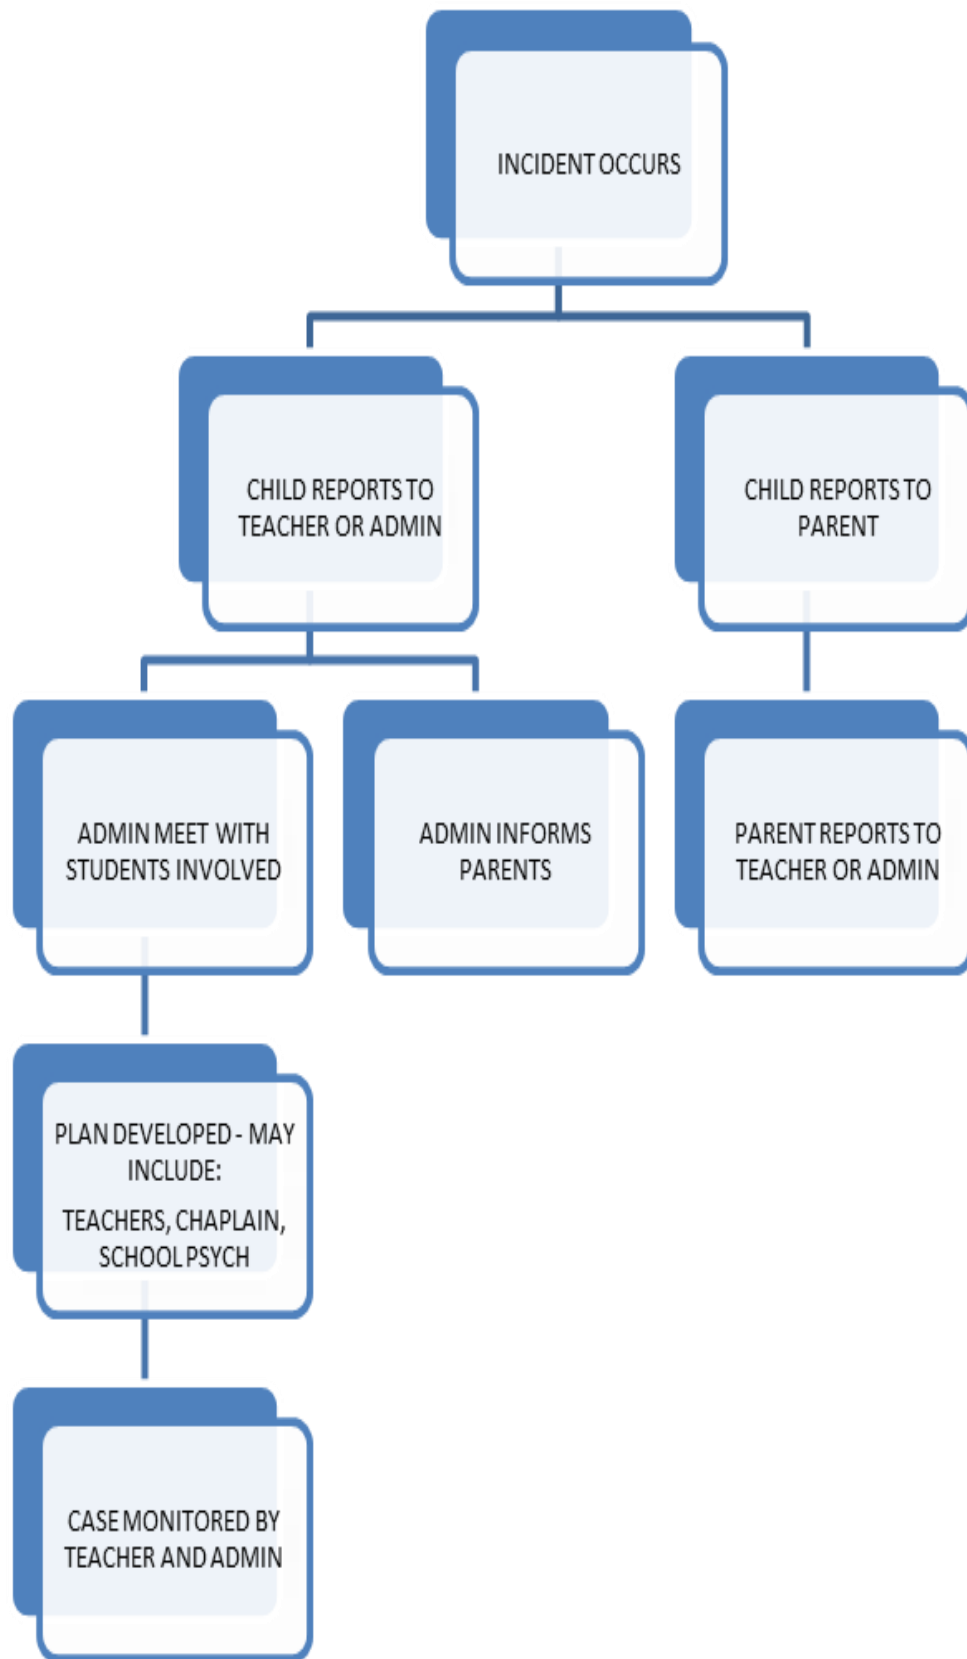 INCIDENT OCCURS
CHILD REPORTS TO
TEACHER OR ADMIN
CHILD REPORTS TO
PARENT
ADMIN MEET WITH
STUDENTS INVOLVED
ADMIN INFORMS
PARENTS
PARENT REPORTS TO
TEACHER OR ADMIN
PLAN DEVELOPED - MAY
INCLUDE:
TEACHERS, CHAPLAIN,
SCHOOL PSYCH
CASE MONITORED BY
TEACHER AND ADMIN